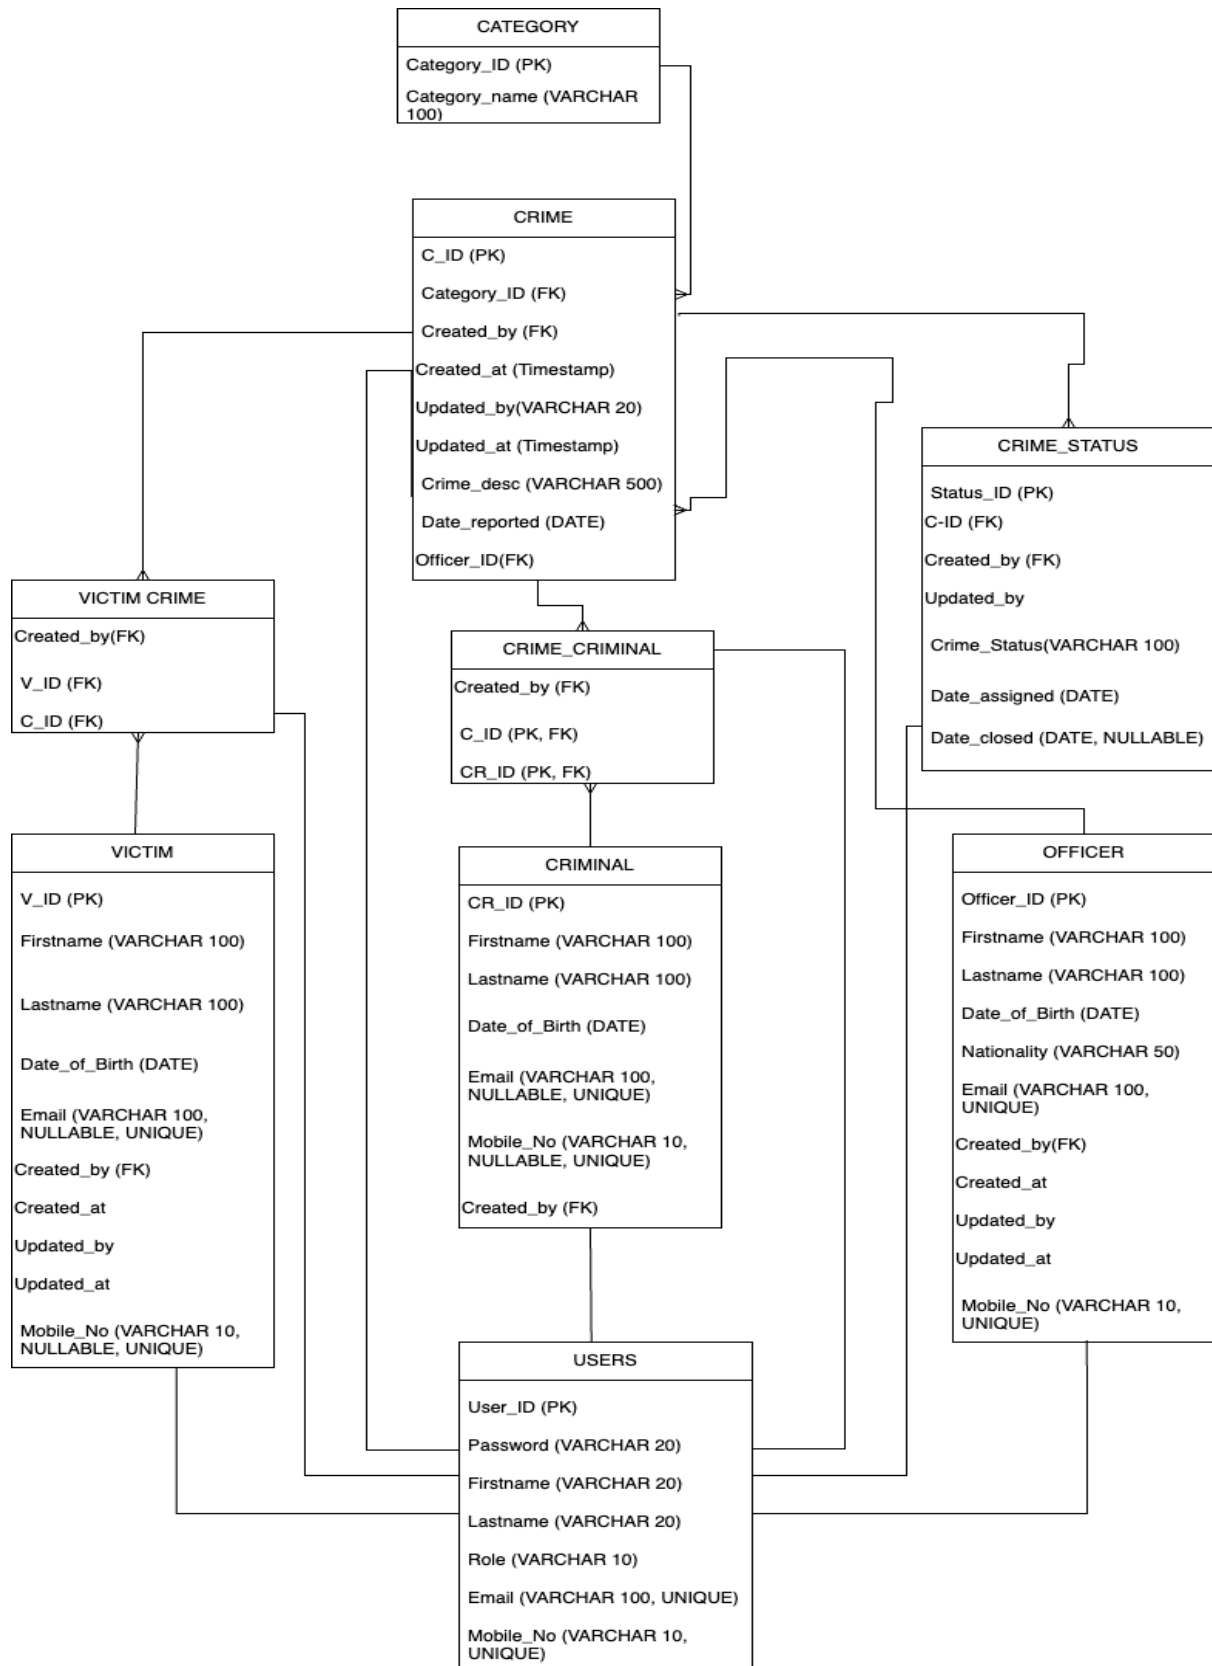 CATEGORY
Category_ID (PK)
Category_name (VARCHAR
100)
CRIME
C_ID (PK)
Category_ID (FK)
Created_by (FK)
Created_at (Timestamp)
Updated_by(VARCHAR 20)
Updated_at (Timestamp)
Crime_desc (VARCHAR 500)
Date_reported (DATE)
Officer_ID(FK)
CRIME_STATUS
Status_ID (PK)
C-ID (FK)
Created_by (FK)
Updated_by
Crime_Status(VARCHAR 100)
Date_assigned (DATE)
Date_closed (DATE, NULLABLE)
VICTIM CRIME
Created_by(FK)
V_ID (FK)
C_ID (FK)
CRIME_CRIMINAL
Created_by (FK)
C_ID (PK, FK)
CR_ID (PK, FK)
VICTIM
V_ID (PK)
Firstname (VARCHAR 100)
Lastname (VARCHAR 100)
Date_of_Birth (DATE)
Email (VARCHAR 100,
NULLABLE, UNIQUE)
Created_by (FK)
Created_at
Updated_by
Updated_at
Mobile_No (VARCHAR 10,
NULLABLE, UNIQUE)
CRIMINAL
CR_ID (PK)
Firstname (VARCHAR 100)
Lastname (VARCHAR 100)
Date_of_Birth (DATE)
Email (VARCHAR 100,
NULLABLE, UNIQUE)
Mobile_No (VARCHAR 10,
NULLABLE, UNIQUE)
Created_by (FK)
OFFICER
Officer_ID (PK)
Firstname (VARCHAR 100)
Lastname (VARCHAR 100)
Date_of_Birth (DATE)
Nationality (VARCHAR 50)
Email (VARCHAR 100,
UNIQUE)
Created_by(FK)
Created_at
Updated_by
Updated_at
Mobile_No (VARCHAR 10,
UNIQUE)
USERS
User_ID (PK)
Password (VARCHAR 20)
Firstname (VARCHAR 20)
Lastname (VARCHAR 20)
Role (VARCHAR 10)
Email (VARCHAR 100, UNIQUE)
Mobile_No (VARCHAR 10,
UNIQUE)